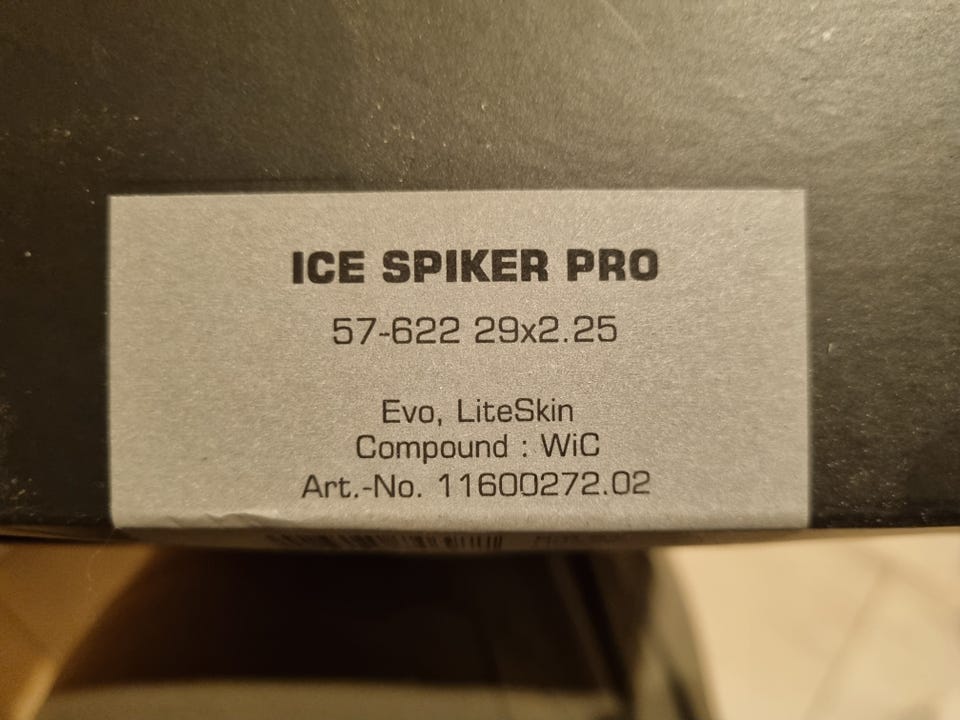 ICE SPIKER PRO
57-622 29x2.25
Evo, LiteSkin
Compound : WiC
Art.-No. 11600272.02